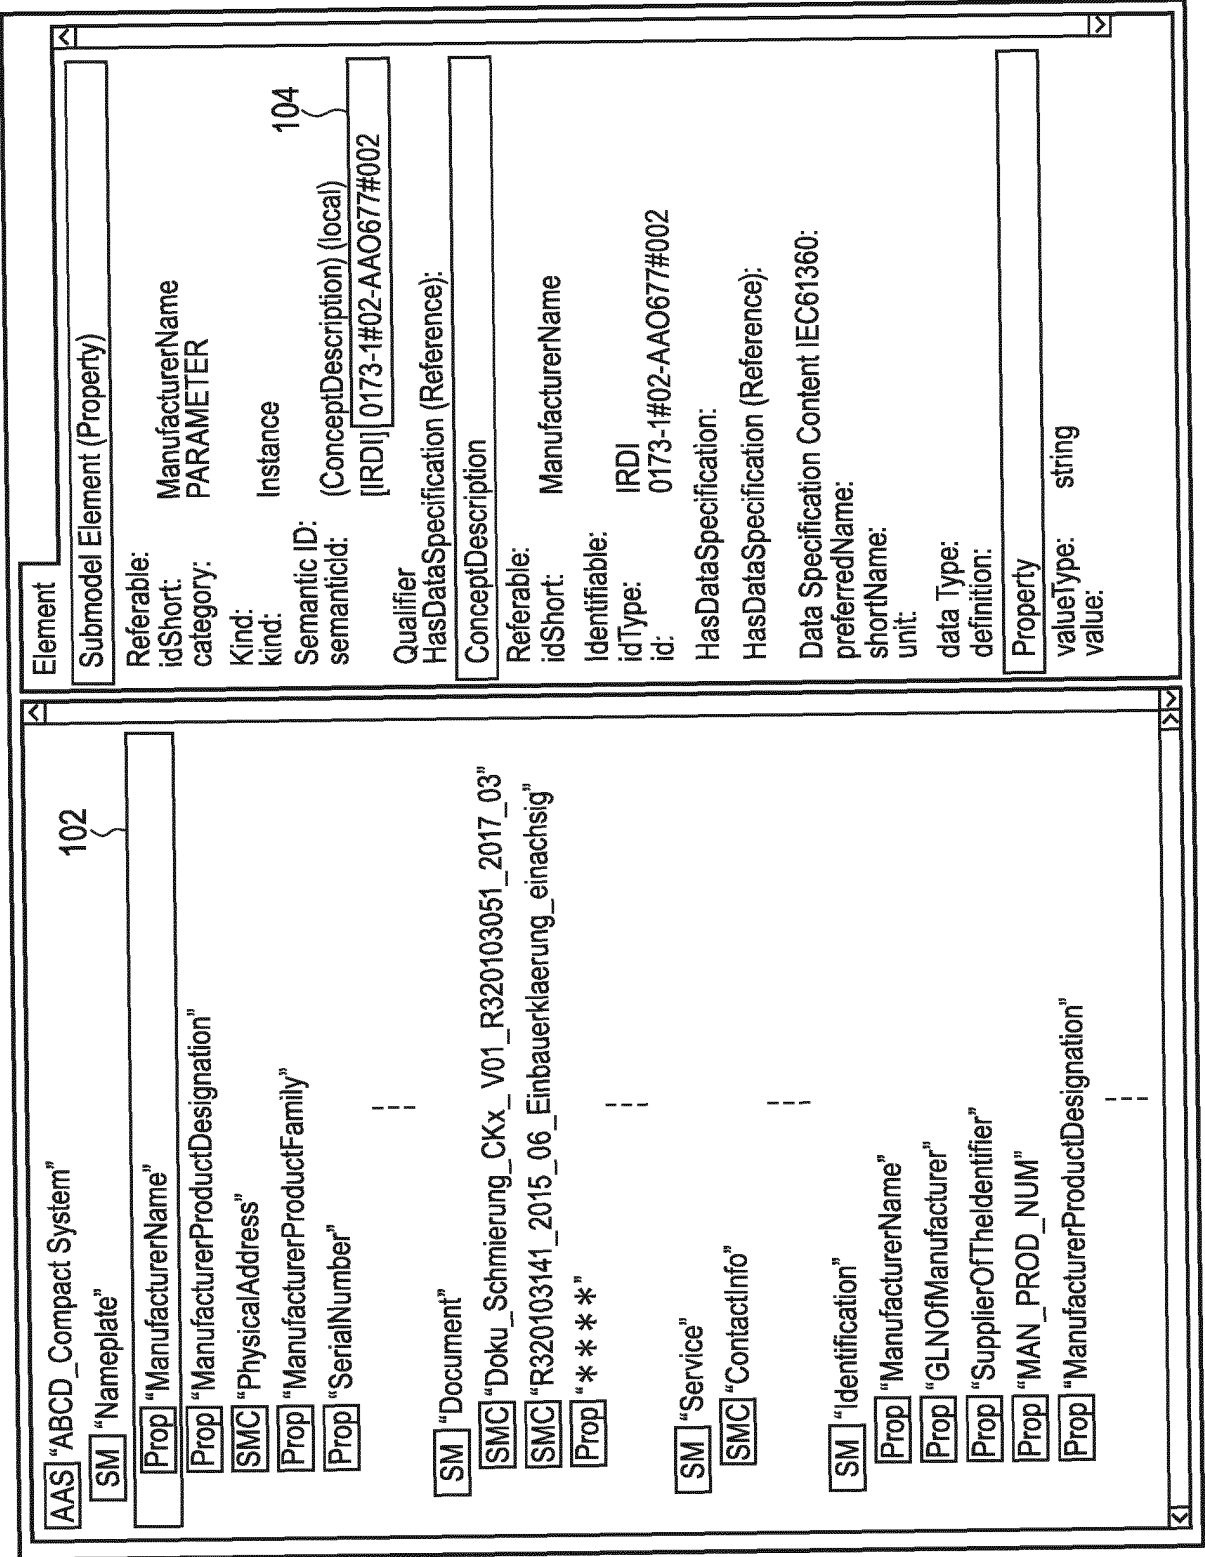 AAS "ABCD_Compact System"
SM "Nameplate"
102
Prop "ManufacturerName"
Prop "ManufacturerProductDesignation"
SMC "PhysicalAddress"
Prop "ManufacturerProductFamily"
Prop "SerialNumber"
SM "Document"
SMC "Doku_Schmierung_CKx_ V01_R320103051_2017_03"
SMC "R320103141_2015_06_Einbauerklaerung_einachsig"
Prop "****"
SM "Service"
SMC "ContactInfo"
SM "Identification"
Prop "ManufacturerName"
Prop "GLNOfManufacturer"
Prop "SupplierOfTheIdentifier"
Prop "MAN_PROD_NUM"
Prop "ManufacturerProductDesignation"
Element
Submodel Element (Property)
Referable:
idShort: ManufacturerName
category: PARAMETER
Kind:
kind: Instance
104
Semantic ID: (ConceptDescription) (local)
semanticId: [IRDI] 0173-1#02-AAO677#002
Qualifier
HasDataSpecification (Reference):
ConceptDescription
Referable:
idShort: ManufacturerName
Identifiable:
idType: IRDI
id: 0173-1#02-AAO677#002
HasDataSpecification:
HasDataSpecification (Reference):
Data Specification Content IEC61360:
preferredName:
shortName:
unit:
data Type:
definition:
Property
valueType: string
value: